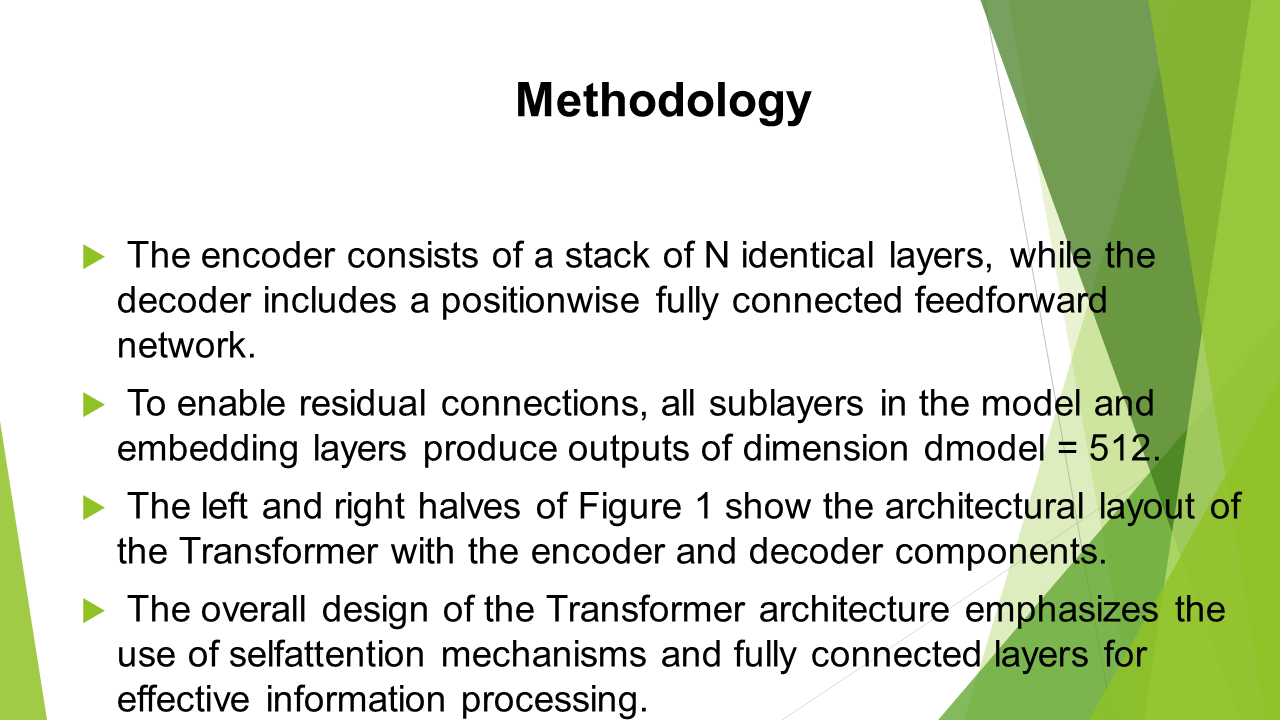 Methodology
The encoder consists of a stack of N identical layers, while the
decoder includes a positionwise fully connected feedforward
network.
To enable residual connections, all sublayers in the model and
embedding layers produce outputs of dimension dmodel = 512.
The left and right halves of Figure 1 show the architectural layout of
the Transformer with the encoder and decoder components.
The overall design of the Transformer architecture emphasizes the
use of selfattention mechanisms and fully connected layers for
effective information processing.